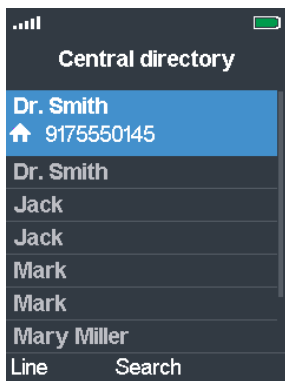 Central directory
Dr. Smith
9175550145
Dr. Smith
Jack
Jack
Mark
Mark
Mary Miller
Line Search